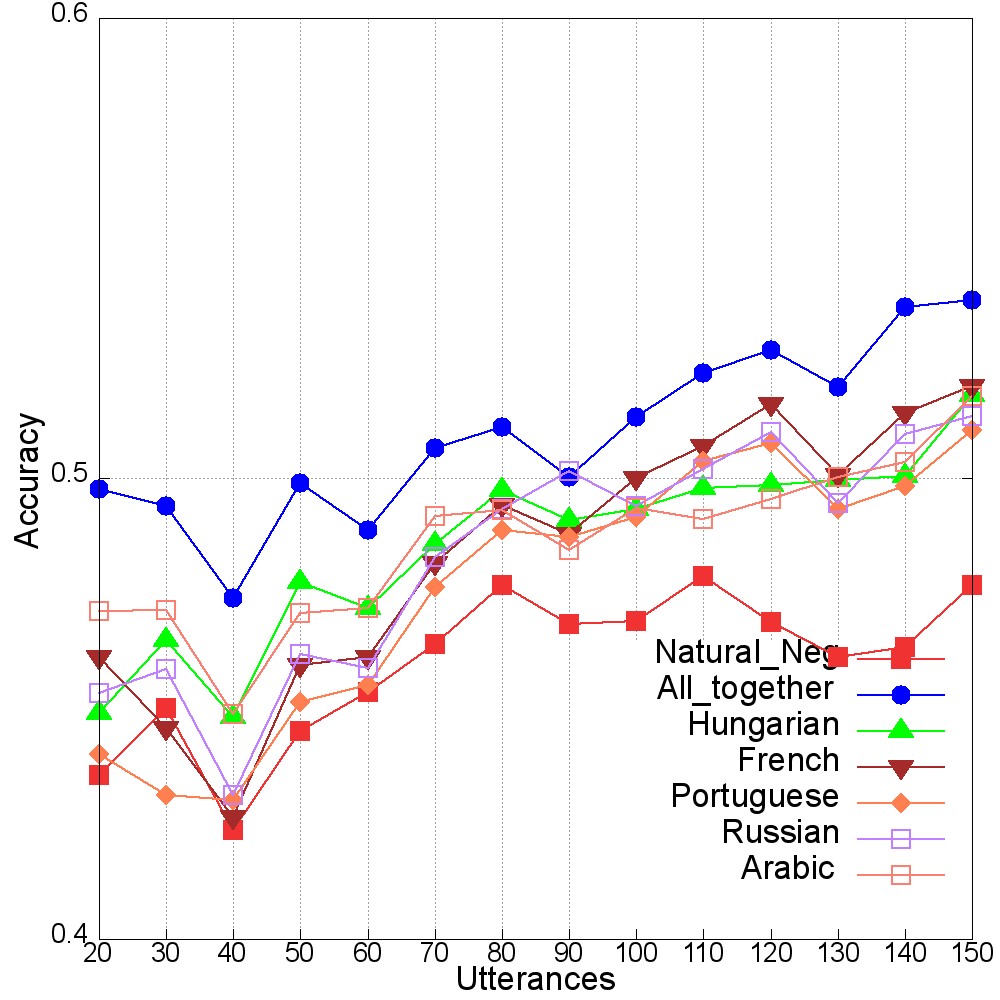 0.6
0.5
0.4
Accuracy
Natural_Neg
All_together
Hungarian
French
Portuguese
Russian
Arabic
20 30 40 50 60 70 80 90 100 110 120 130 140 150
Utterances